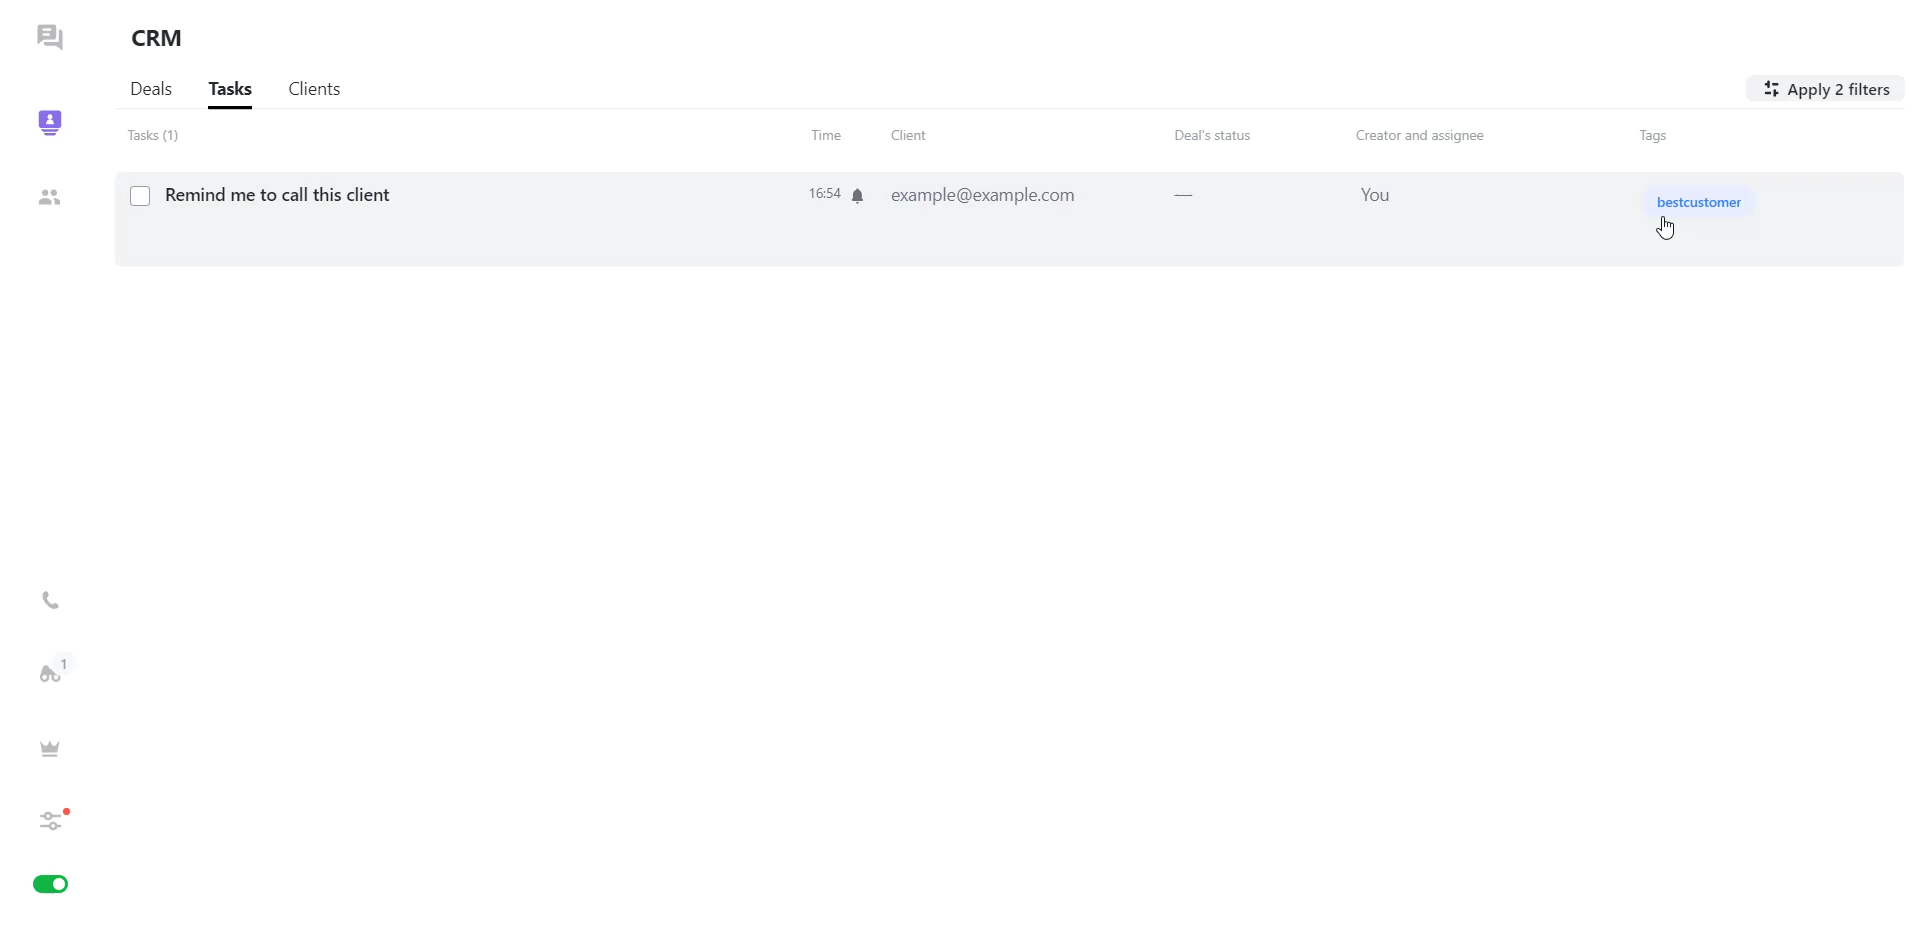 CRM
Deals Tasks Clients Apply 2 filters
Tasks (1) Time Client Deal's status Creator and assignee Tags
Remind me to call this client 16:54 example@example.com — You bestcustomer
1